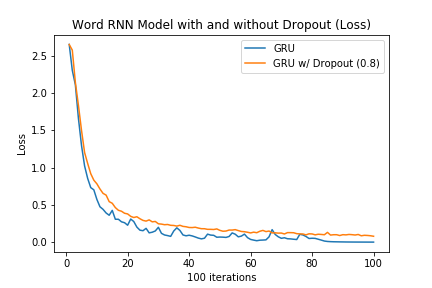 Word RNN Model with and without Dropout (Loss)
GRU
GRU w/ Dropout (0.8)
2.5
2.0
1.5
1.0
0.5
0.0
Loss
0
20
40
60
80
100
100 iterations